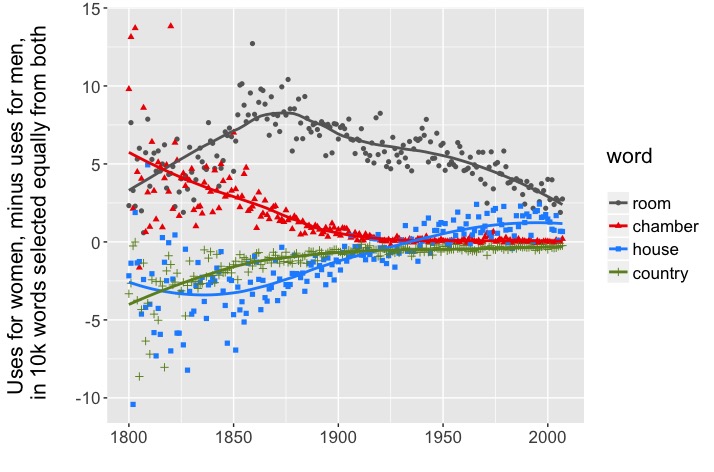 Uses for women, minus uses for men,
in 10k words selected equally from both
15
10
5
0
-5
-10
1800
1850
1900
1950
2000
word
room
chamber
house
country